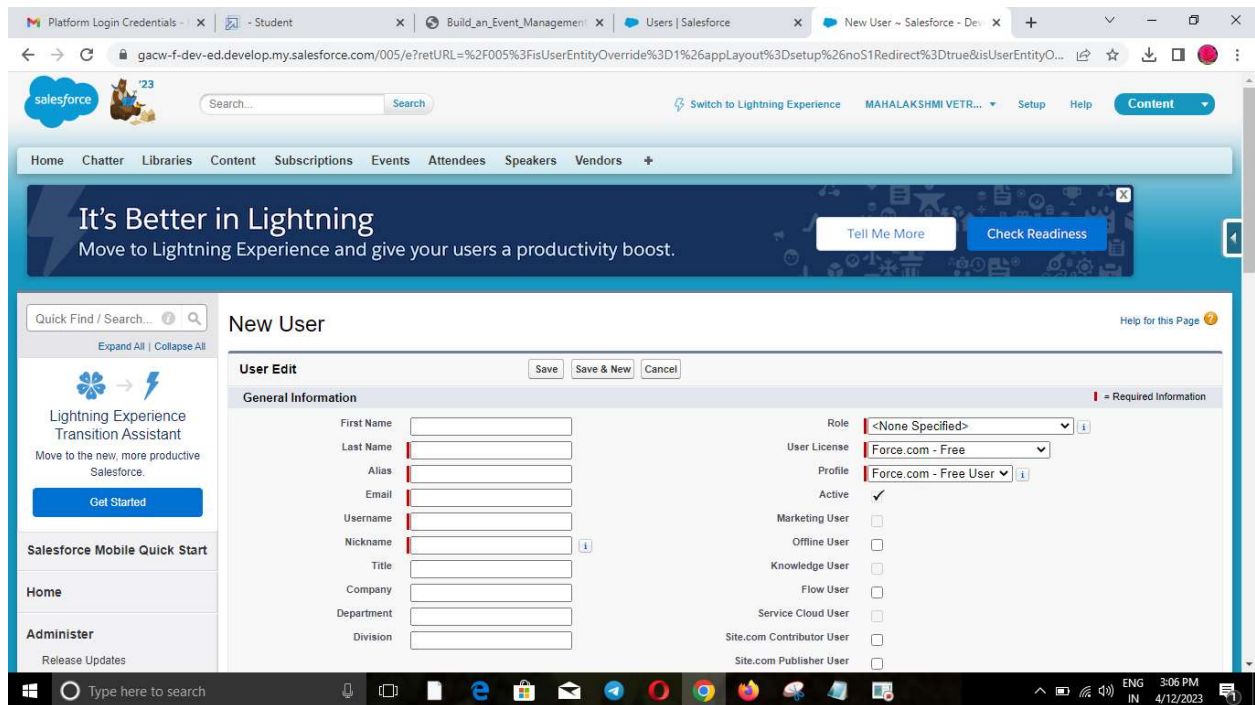 Platform Login Credentials -
- Student
Build_an_Event_Management
Users | Salesforce
New User ~ Salesforce - Dev
gacw-f-dev-ed.develop.my.salesforce.com/005/e?retURL=%2F005%3FisUserEntityOverride%3D1%26appLayout%3Dsetup%26noS1Redirect%3Dtrue&isUserEntityO...
salesforce
'23
Search...
Search
Switch to Lightning Experience
MAHALAKSHMI VETR...
Setup
Help
Content
Home Chatter Libraries Content Subscriptions Events Attendees Speakers Vendors +
It's Better in Lightning
Move to Lightning Experience and give your users a productivity boost.
Tell Me More
Check Readiness
Quick Find / Search...
Expand All | Collapse All
Lightning Experience
Transition Assistant
Move to the new, more productive
Salesforce.
Get Started
Salesforce Mobile Quick Start
Home
Administer
Release Updates
New User
Help for this Page
User Edit
Save
Save & New
Cancel
General Information
= Required Information
First Name
Last Name
Alias
Email
Username
Nickname
Title
Company
Department
Division
Role <None Specified>
User License Force.com - Free
Profile Force.com - Free User
Active
Marketing User
Offline User
Knowledge User
Flow User
Service Cloud User
Site.com Contributor User
Site.com Publisher User
Type here to search
ENG
IN
3:06 PM
4/12/2023